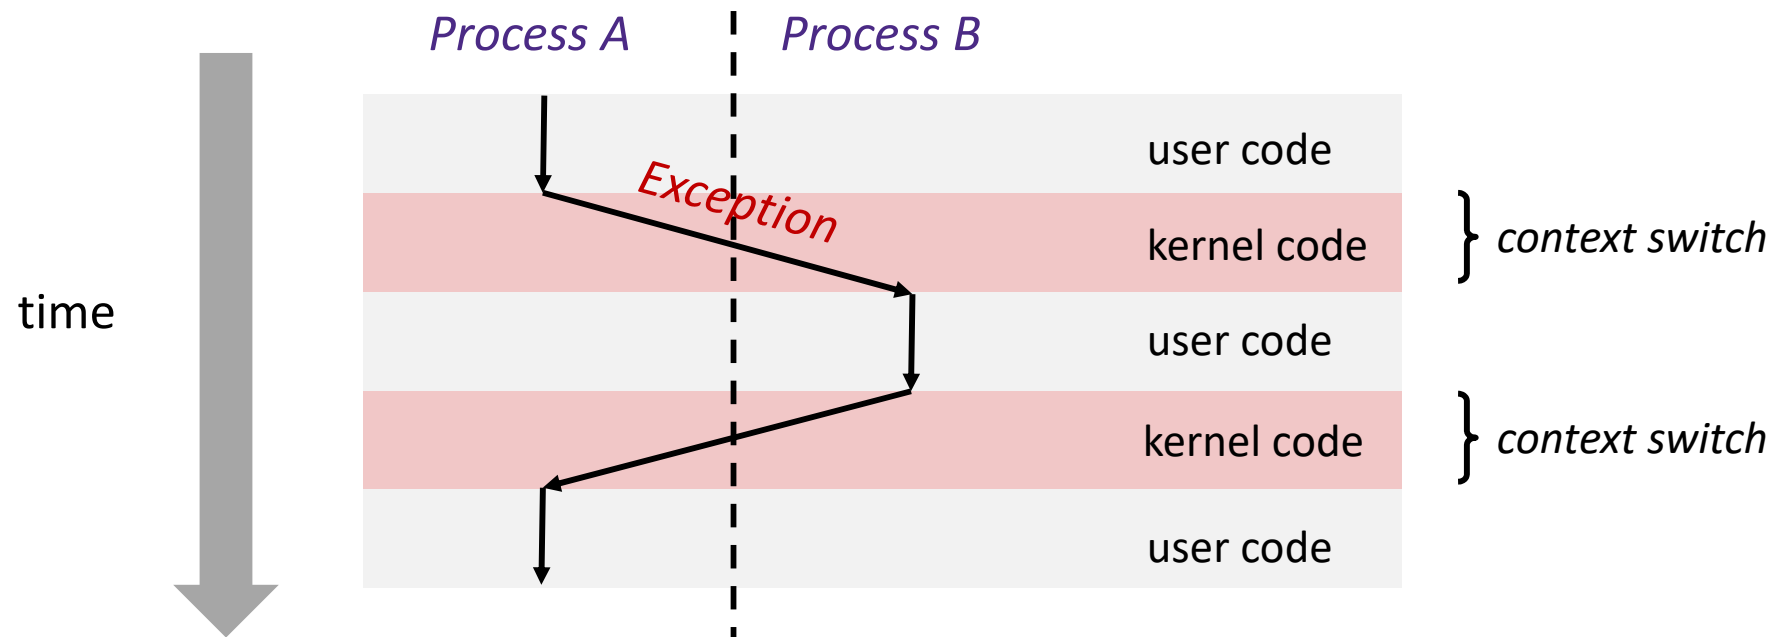 Process A
Process B
user code
Exception
kernel code
context switch
time
user code
kernel code
context switch
user code